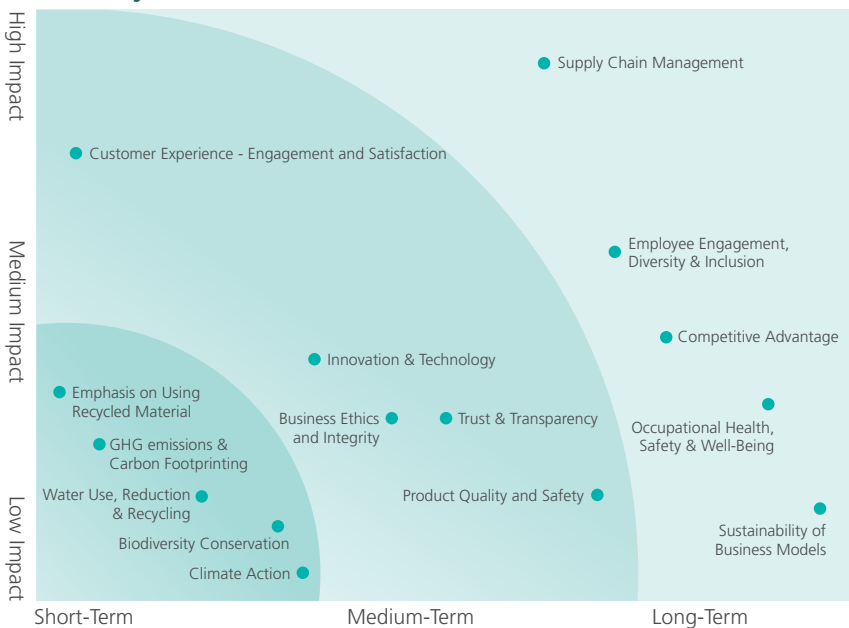 High Impact
Supply Chain Management
Customer Experience - Engagement and Satisfaction
Employee Engagement,
Diversity & Inclusion
Medium Impact
Competitive Advantage
Innovation & Technology
Emphasis on Using
Recycled Material
Business Ethics
and Integrity
Trust & Transparency
Occupational Health,
Safety & Well-Being
GHG emissions &
Carbon Footprinting
Water Use, Reduction
& Recycling
Product Quality and Safety
Low Impact
Biodiversity Conservation
Sustainability of
Business Models
Climate Action
Short-Term
Medium-Term
Long-Term